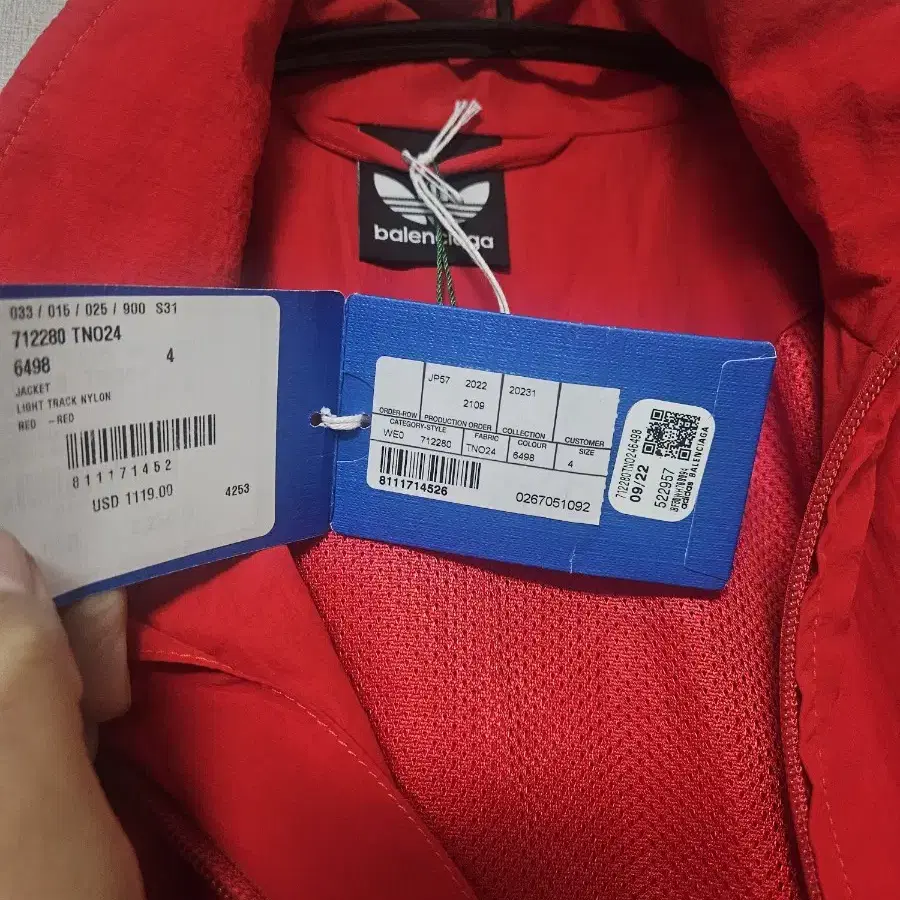 balenciaga
033 / 015 / 025 / 900 S31
712280 TNO24
6498 4
JACKET
LIGHT TRACK NYLON
RED -RED
811171452
USD 1119.00
4253
JP57 2022 20231
2109
ORDER-ROW PRODUCTION ORDER COLLECTION CUSTOMER
CATEGORY-STYLE FABRIC COLOUR SIZE
WE0 712280 TNO24 6498 4
8111714526
0267051092
712280TNO246498
09/22
522957
adidas BALENCIAGA